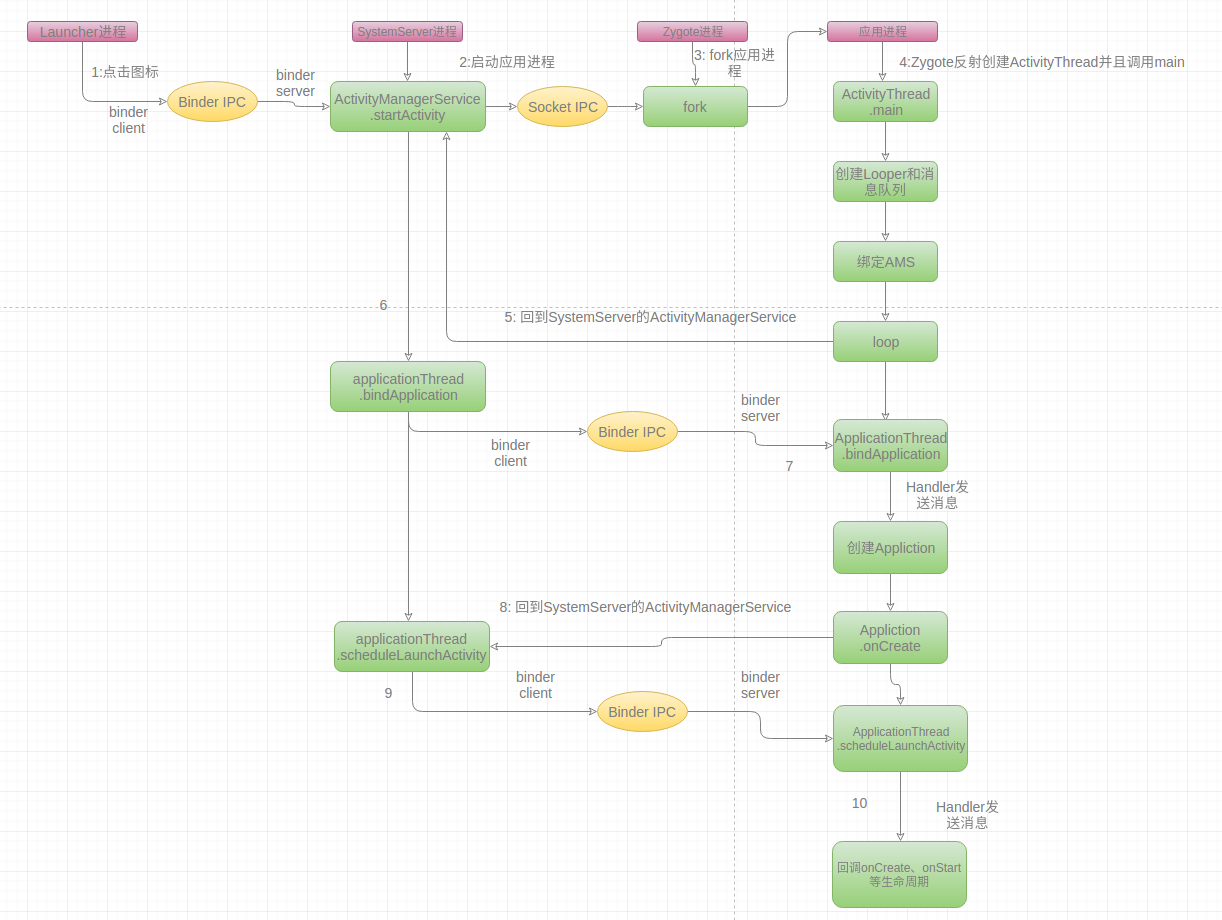 Launcher进程
SystemServer进程
Zygote进程
应用进程
1:点击图标
binder
server
2:启动应用进程
3: fork应用进
程
4:Zygote反射创建ActivityThread并且调用main
Binder IPC
binder
client
ActivityManagerService
.startActivity
Socket IPC
fork
ActivityThread
.main
创建Looper和消
息队列
绑定AMS
6
5: 回到SystemServer的ActivityManagerService
loop
applicationThread
.bindApplication
binder
client
Binder IPC
binder
server
7
ApplicationThread
.bindApplication
Handler发
送消息
创建Appliction
8: 回到SystemServer的ActivityManagerService
Appliction
.onCreate
applicationThread
.scheduleLaunchActivity
9
binder
client
Binder IPC
binder
server
ApplicationThread
.scheduleLaunchActivity
10
Handler发
送消息
回调onCreate、onStart
等生命周期